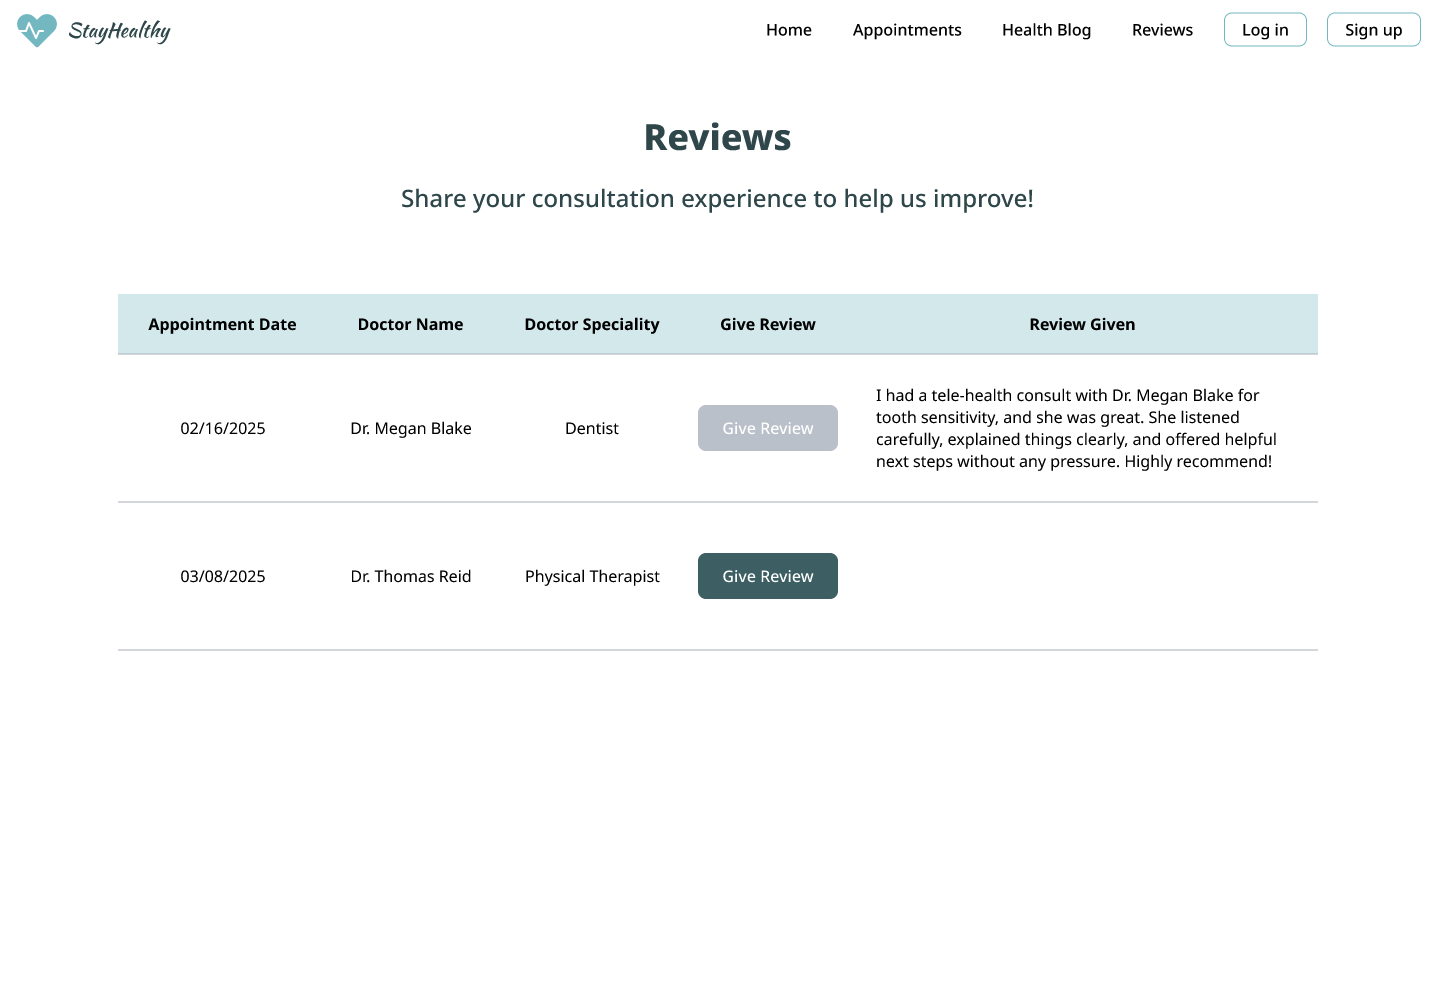 StayHealthy
Home Appointments Health Blog Reviews Log in Sign up
Reviews
Share your consultation experience to help us improve!
Appointment Date Doctor Name Doctor Speciality Give Review Review Given
02/16/2025 Dr. Megan Blake Dentist Give Review
I had a tele-health consult with Dr. Megan Blake for
tooth sensitivity, and she was great. She listened
carefully, explained things clearly, and offered helpful
next steps without any pressure. Highly recommend!
03/08/2025 Dr. Thomas Reid Physical Therapist Give Review